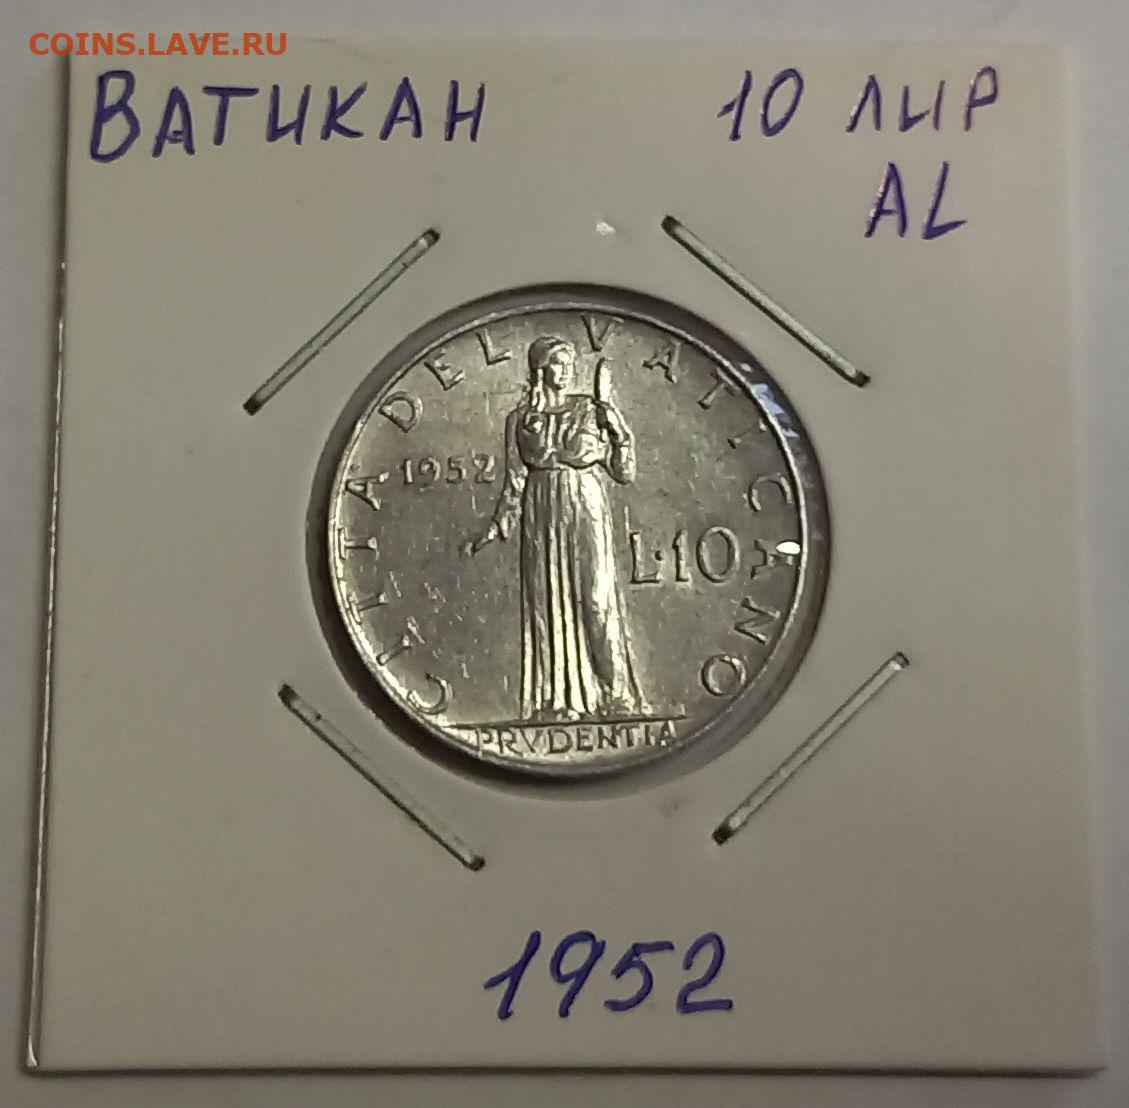 COINS.LAVE.RU
ВАТИКАН 10 ЛИР
AL
CITTA DEL VATICANO
1952
L·10
PRVDENTIA
1952